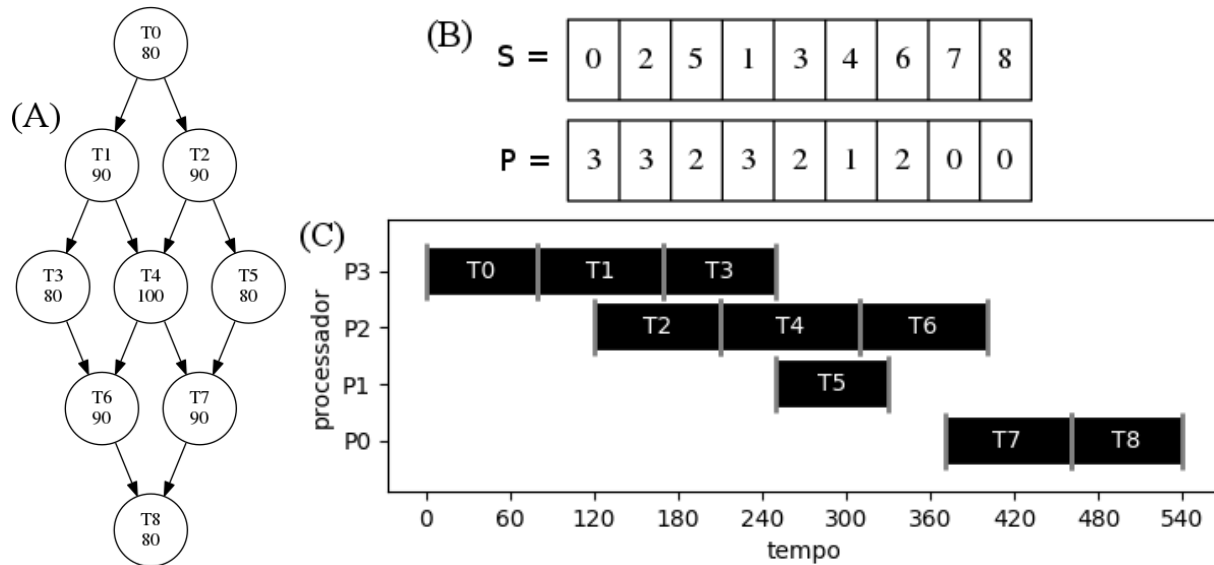 (A)
T0
80
T1
90
T2
90
T3
80
T4
100
T5
80
T6
90
T7
90
T8
80
(B)
S = 0 2 5 1 3 4 6 7 8
P = 3 3 2 3 2 1 2 0 0
(C)
processador
P3 T0 T1 T3
P2 T2 T4 T6
P1 T5
P0 T7 T8
0 60 120 180 240 300 360 420 480 540
tempo